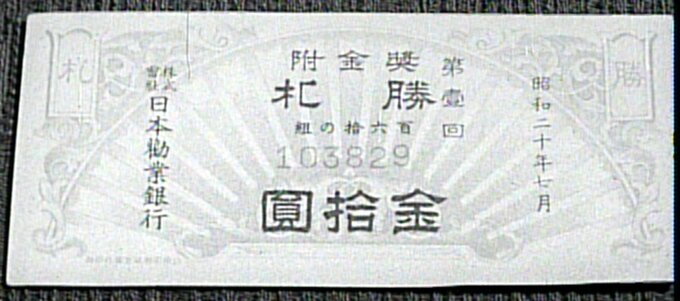 勝
札
昭和二十年七月
第壹回
獎金附
勝札
百六拾の組
103829
金拾圓
株式會社
日本勸業銀行